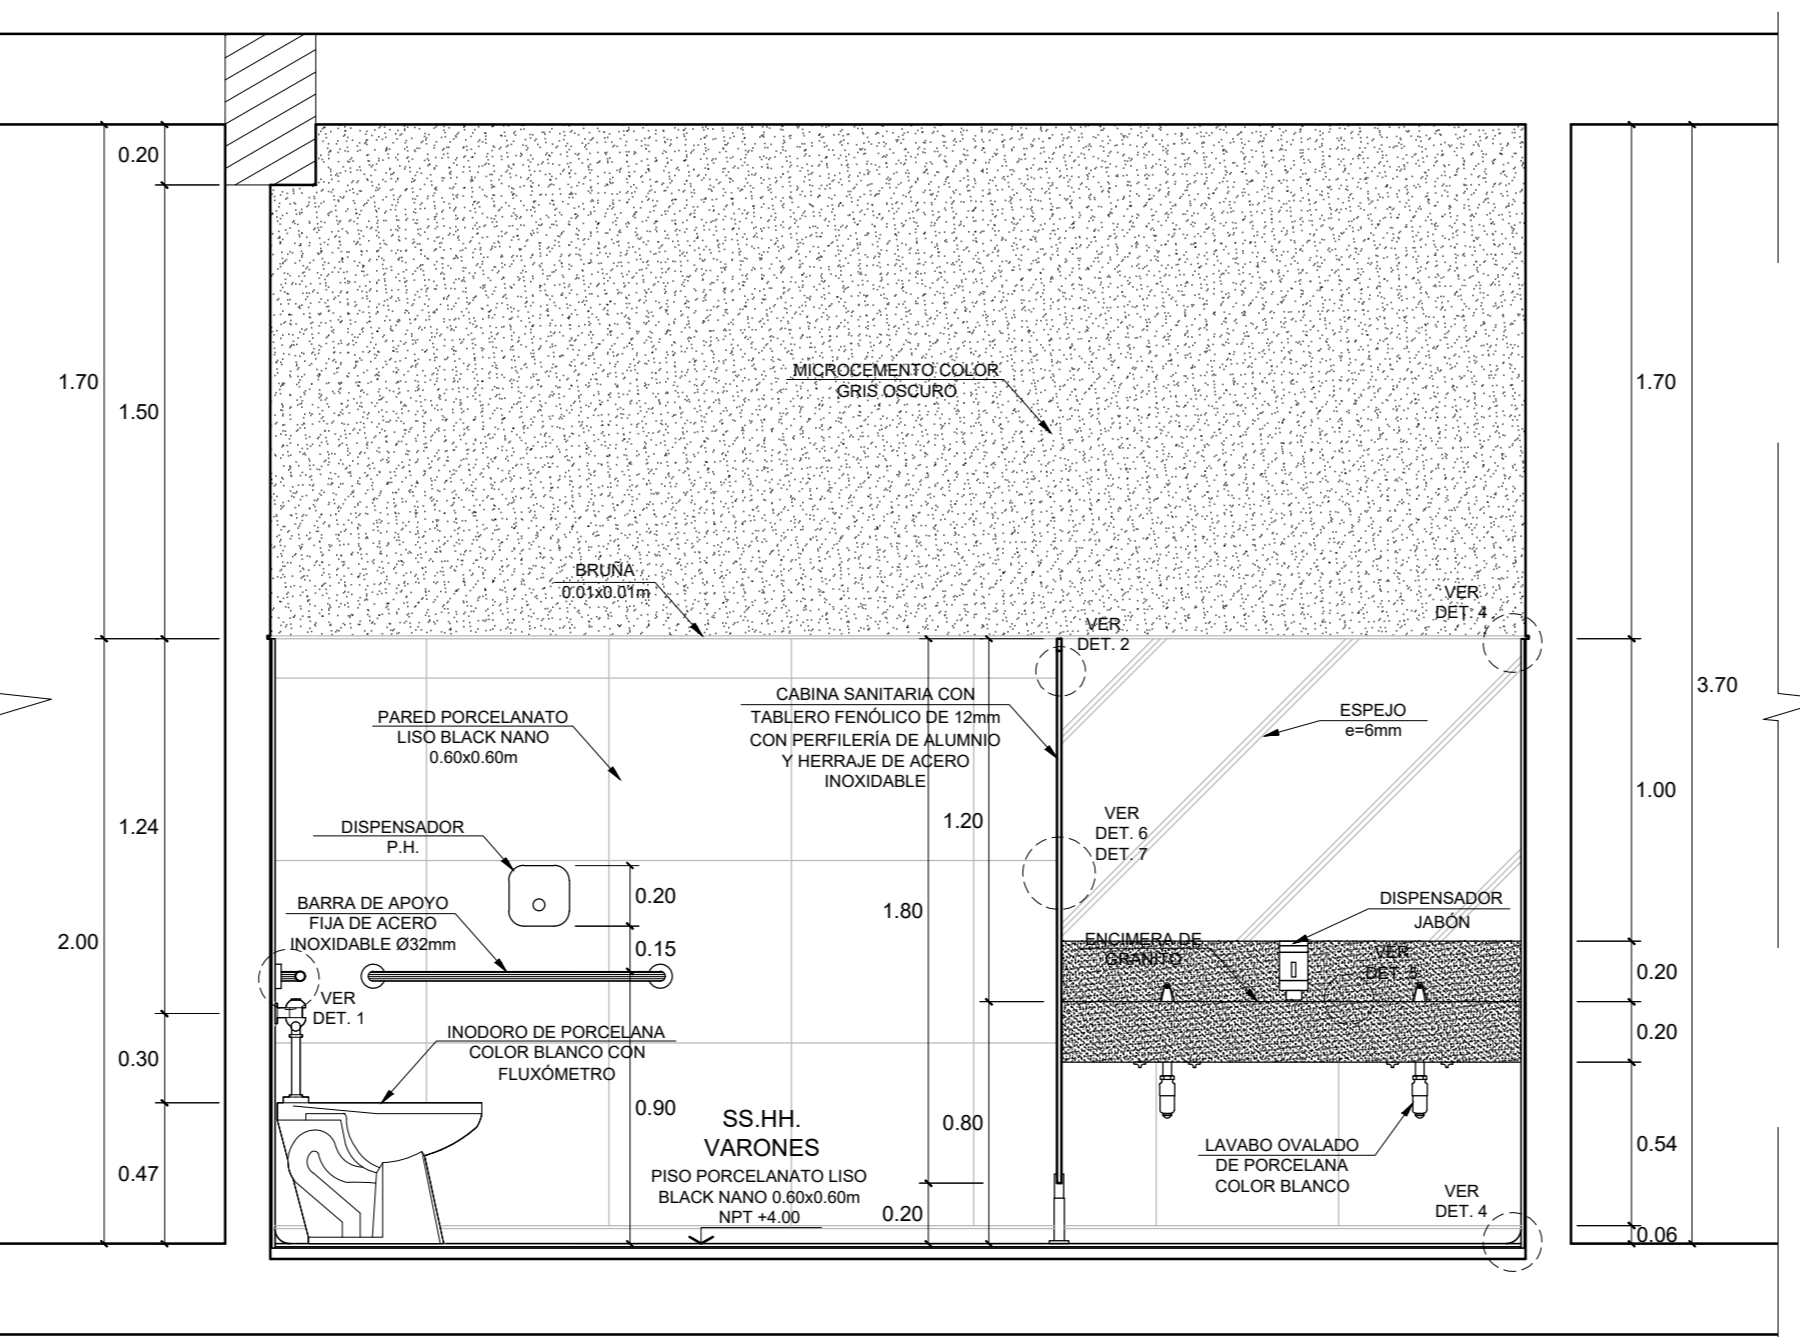 0.20
1.70
1.50
1.24
2.00
0.30
0.47
MICROCEMENTO COLOR
GRIS OSCURO
BRUÑA
0.01x0.01m
VER
DET. 4
VER
DET. 2
PARED PORCELANATO
LISO BLACK NANO
0.60x0.60m
CABINA SANITARIA CON
TABLERO FENÓLICO DE 12mm
CON PERFILERÍA DE ALUMNIO
Y HERRAJE DE ACERO
INOXIDABLE
ESPEJO
e=6mm
DISPENSADOR
P.H.
1.20
VER
DET. 6
DET. 7
0.20
0.15
1.80
BARRA DE APOYO
FIJA DE ACERO
INOXIDABLE Ø32mm
DISPENSADOR
JABÓN
ENCIMERA DE
GRANITO
VER
DET. 5
VER
DET. 1
INODORO DE PORCELANA
COLOR BLANCO CON
FLUXÓMETRO
0.90
SS.HH.
VARONES
PISO PORCELANATO LISO
BLACK NANO 0.60x0.60m
NPT +4.00
0.80
0.20
LAVABO OVALADO
DE PORCELANA
COLOR BLANCO
VER
DET. 4
1.70
3.70
1.00
0.20
0.20
0.54
0.06